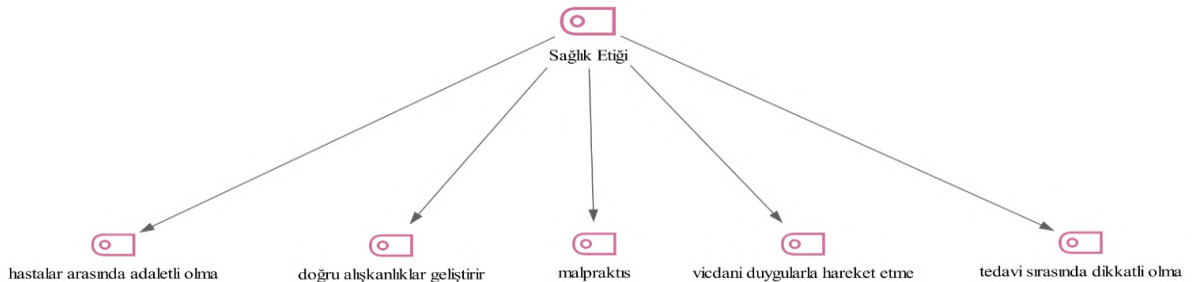 Sağlık Etiği
hastalar arasında adaletli olma
doğru alışkanlıklar geliştirir
malpraktıs
vicdani duygularla hareket etme
tedavi sırasında dikkatli olma